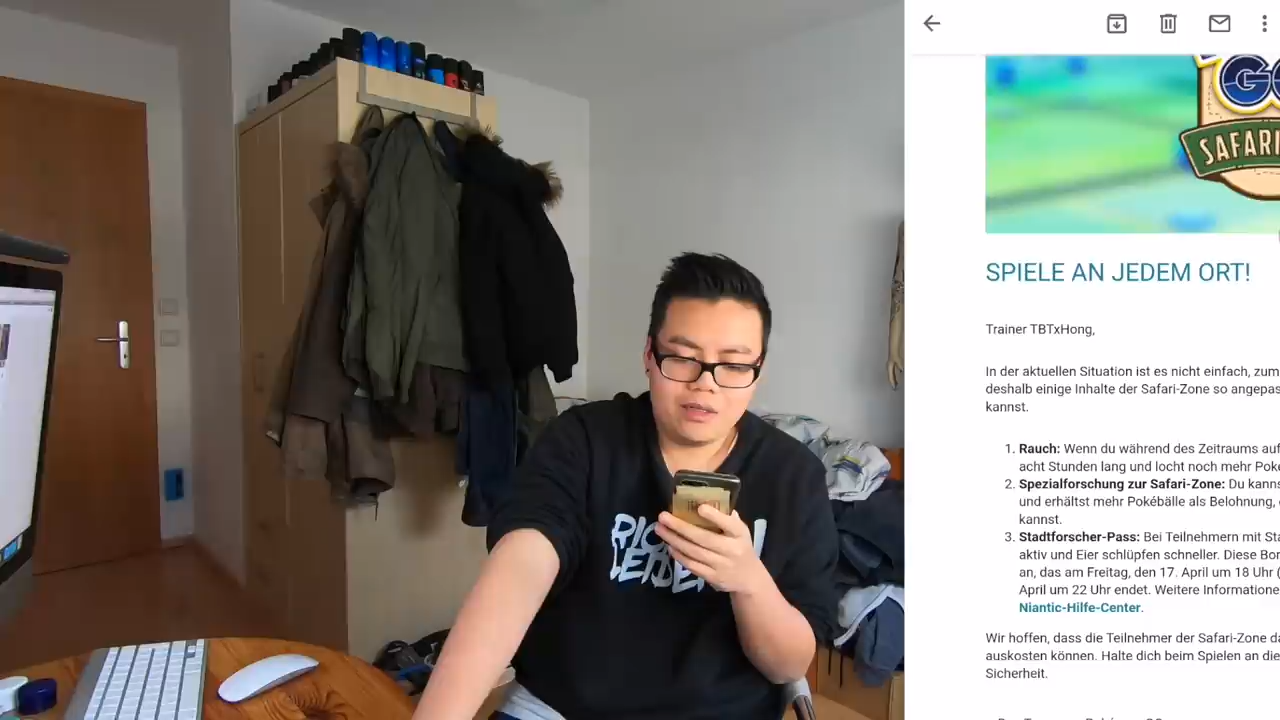 GO
SAFARI
SPIELE AN JEDEM ORT!
Trainer TBTxHong,
In der aktuellen Situation ist es nicht einfach, zum
deshalb einige Inhalte der Safari-Zone so angepas
kannst.
1. Rauch: Wenn du während des Zeitraums auf
acht Stunden lang und lockt noch mehr Poké
2. Spezialforschung zur Safari-Zone: Du kanns
und erhältst mehr Pokébälle als Belohnung,
kannst.
3. Stadtforscher-Pass: Bei Teilnehmern mit Sta
aktiv und Eier schlüpfen schneller. Diese Bor
an, das am Freitag, den 17. April um 18 Uhr (
April um 22 Uhr endet. Weitere Informatione
Niantic-Hilfe-Center.
Wir hoffen, dass die Teilnehmer der Safari-Zone da
auskosten können. Halte dich beim Spielen an die
Sicherheit.